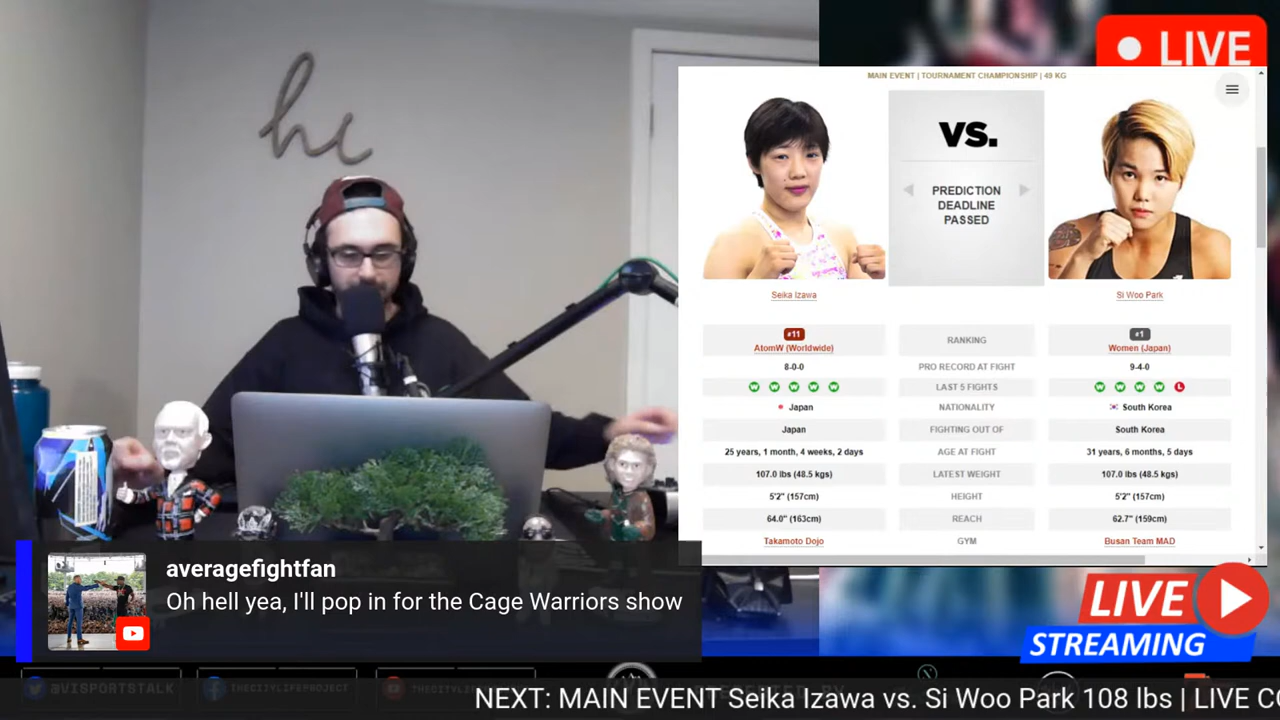 hi
LIVE
MAIN EVENT | TOURNAMENT CHAMPIONSHIP | 49 KG
VS.
PREDICTION
DEADLINE
PASSED
Seika Izawa
Si Woo Park
#11
AtomW (Worldwide)
RANKING
#1
Women (Japan)
8-0-0
PRO RECORD AT FIGHT
9-4-0
W W W W W
LAST 5 FIGHTS
W W W W L
Japan
NATIONALITY
South Korea
Japan
FIGHTING OUT OF
South Korea
25 years, 1 month, 4 weeks, 2 days
AGE AT FIGHT
31 years, 6 months, 5 days
107.0 lbs (48.5 kgs)
LATEST WEIGHT
107.0 lbs (48.5 kgs)
5'2" (157cm)
HEIGHT
5'2" (157cm)
64.0" (163cm)
REACH
62.7" (159cm)
Takamoto Dojo
GYM
Busan Team MAD
averagefightfan
Oh hell yea, I'll pop in for the Cage Warriors show
LIVE
STREAMING
@VISPORTSTALK
THECITYLIFEPROJECT
NEXT: MAIN EVENT Seika Izawa vs. Si Woo Park 108 lbs | LIVE CO